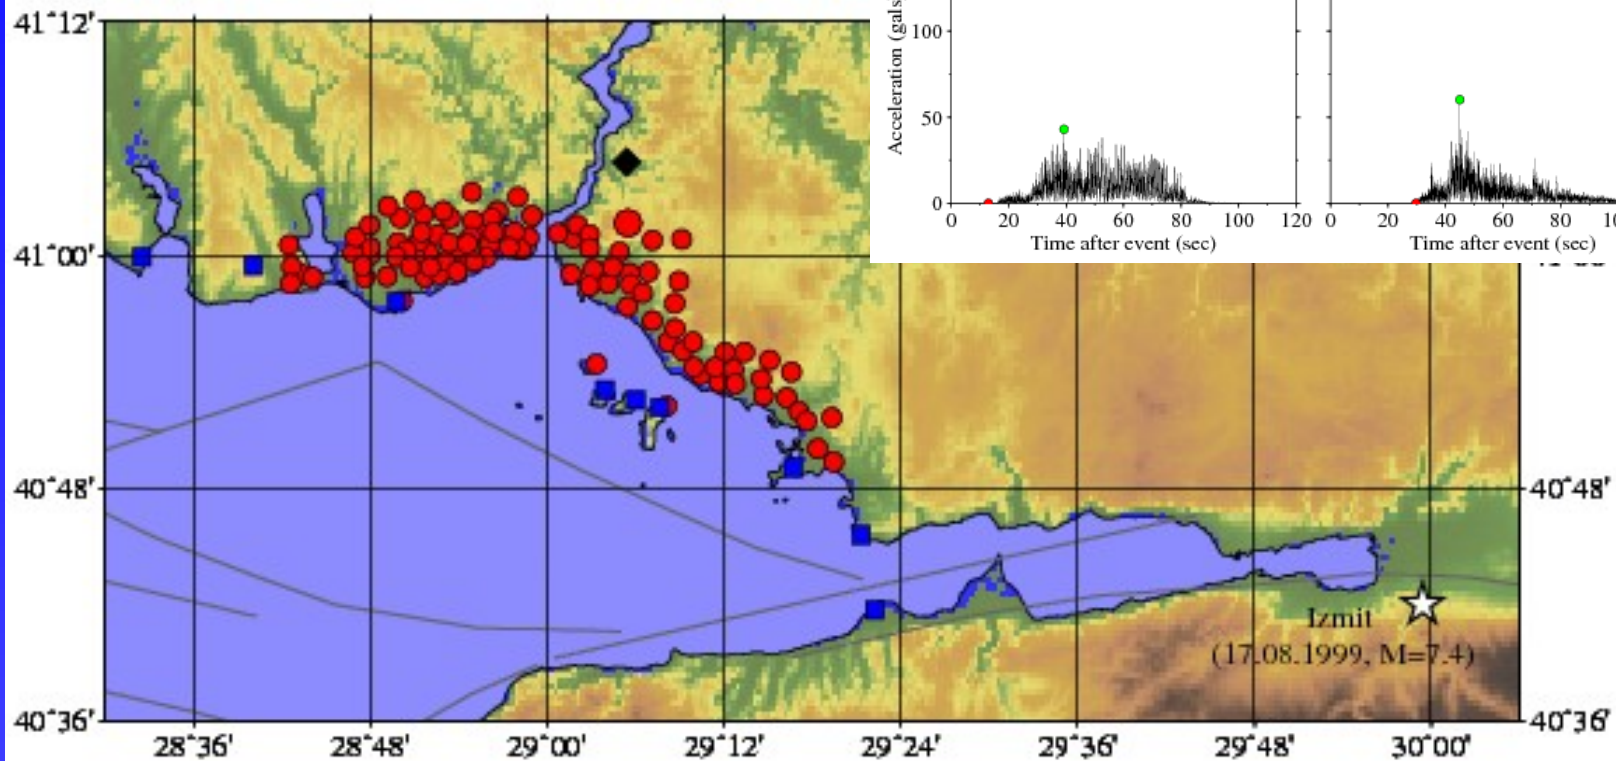 41°12'
Acceleration (gals
100
50
0
0 20 40 60 80 100 120
0 20 40 60 80
Time after event (sec)
Time after event (sec)
41°00'
40°48'
40°48'
Izmit
(17.08.1999, M=7.4)
40°36'
40°36'
28°36' 28°48' 29°00' 29°12' 29°24' 29°36' 29°48' 30°00'